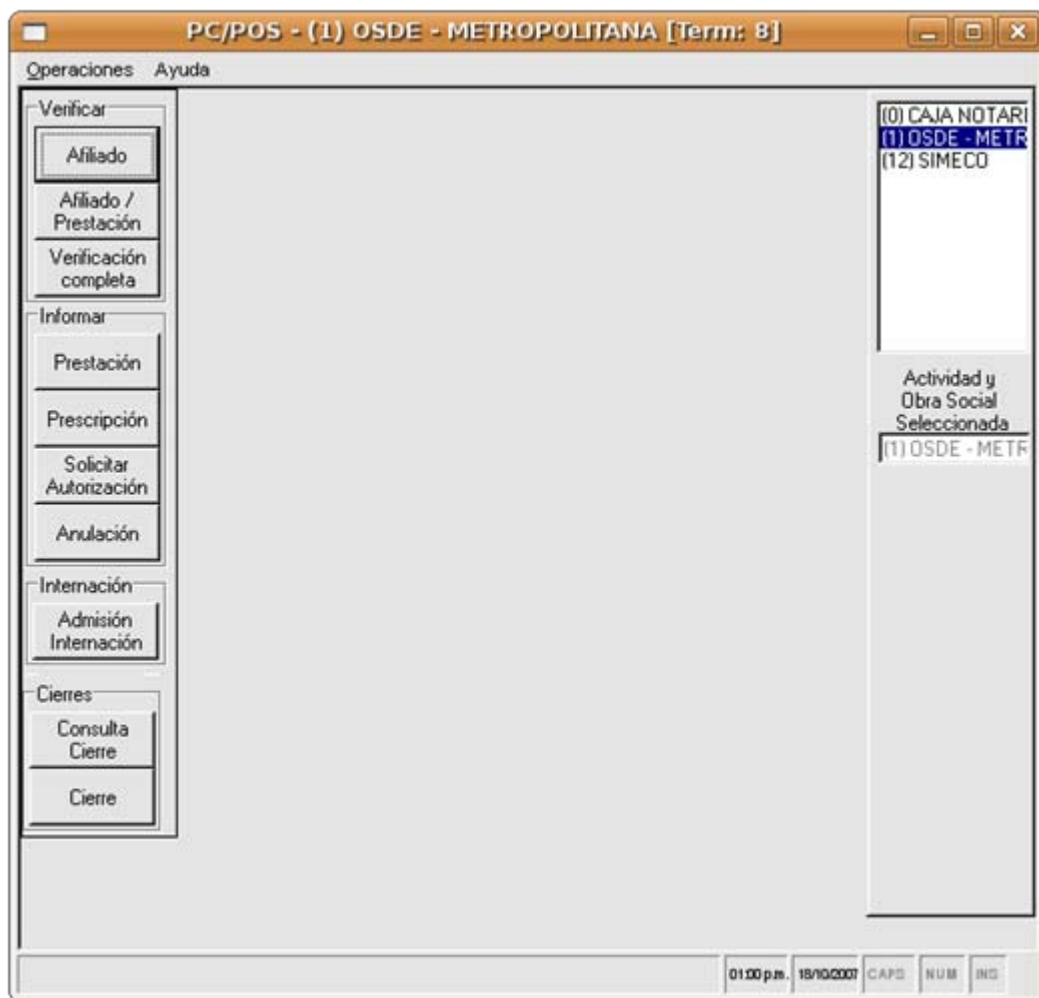 PC/POS - (1) OSDE - METROPOLITANA [Term: 8]
Operaciones Ayuda
Verificar
Afiliado
Afiliado /
Prestación
Verificación
completa
Informar
Prestación
Prescripción
Solicitar
Autorización
Anulación
Internación
Admisión
Internación
Cierres
Consulta
Cierre
Cierre
(0) CAJA NOTARI
(1) OSDE - METR
(12) SIMECO
Actividad y
Obra Social
Seleccionada
(1) OSDE - METR
01:00 p.m. 18/10/2007 CAPS NUM INS